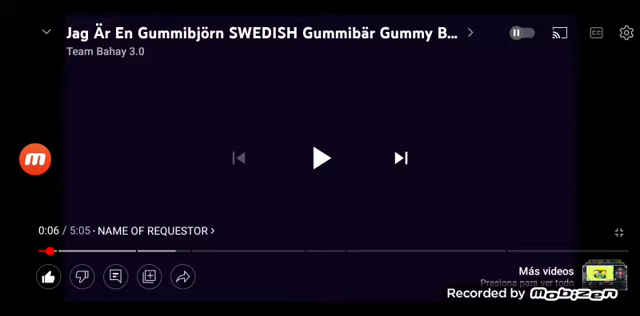 Jag Är En Gummibjörn SWEDISH Gummibär Gummy B...
CC
Team Bahay 3.0
m
0:06 / 5:05 · NAME OF REQUESTOR >
Más videos
Presiona para ver todo
Recorded by mobizen